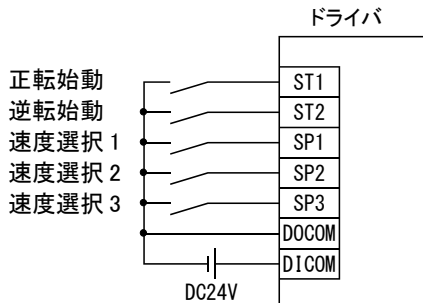 ドライバ
正転始動 ST1
逆転始動 ST2
速度選択 1 SP1
速度選択 2 SP2
速度選択 3 SP3
DOCOM
DICOM
DC24V